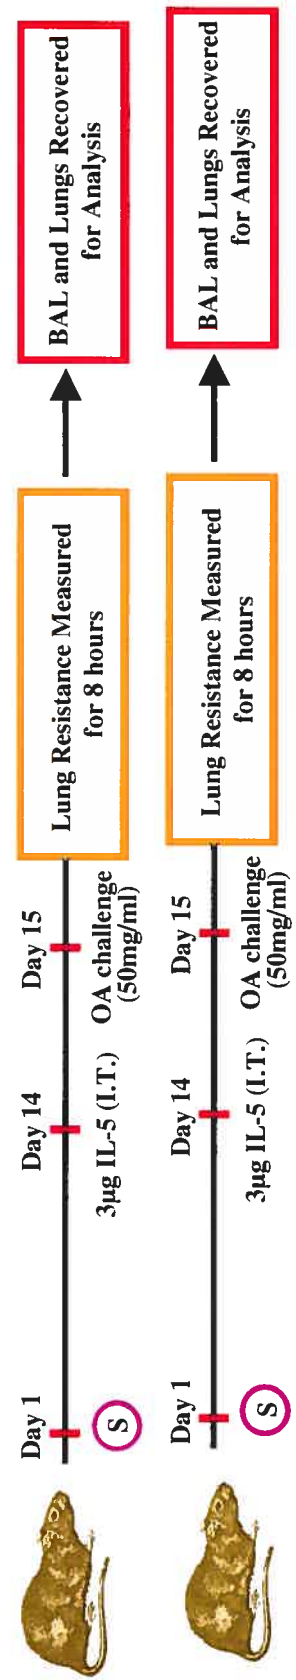 Day 1
Day 14
Day 15
S
3μg IL-5 (I.T.)
OA challenge
(50mg/ml)
Lung Resistance Measured
for 8 hours
BAL and Lungs Recovered
for Analysis
Day 1
Day 14
Day 15
S
3μg IL-5 (I.T.)
OA challenge
(50mg/ml)
Lung Resistance Measured
for 8 hours
BAL and Lungs Recovered
for Analysis